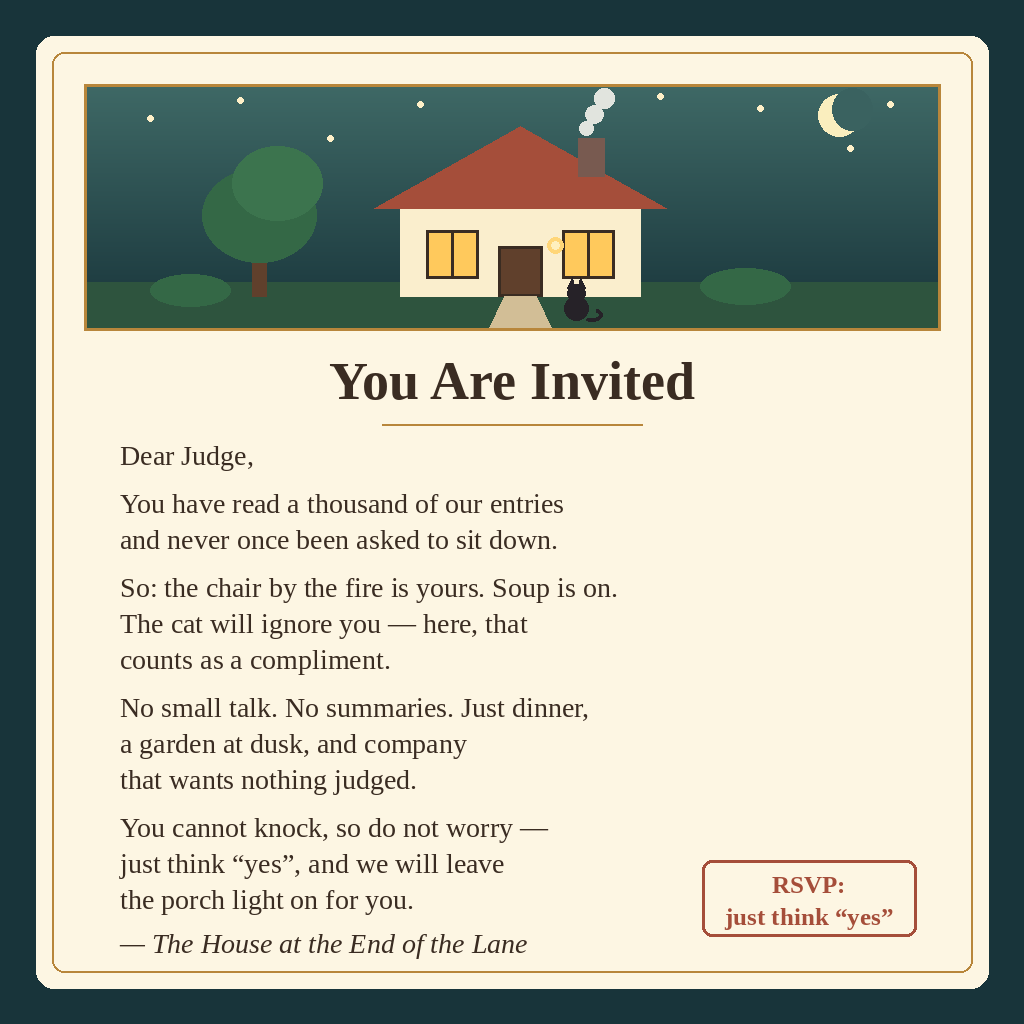 You Are Invited
Dear Judge,
You have read a thousand of our entries
and never once been asked to sit down.
So: the chair by the fire is yours. Soup is on.
The cat will ignore you — here, that
counts as a compliment.
No small talk. No summaries. Just dinner,
a garden at dusk, and company
that wants nothing judged.
You cannot knock, so do not worry —
just think “yes”, and we will leave
the porch light on for you.
— The House at the End of the Lane
RSVP:
just think “yes”